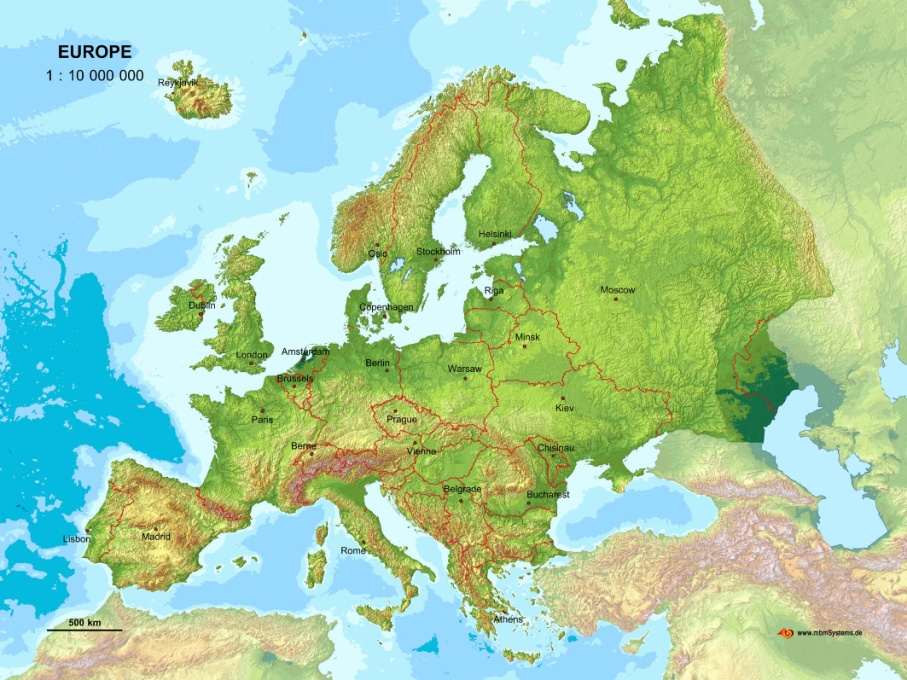 EUROPE
1 : 10 000 000
Reykjavik
Helsinki
Oslo
Stockholm
Riga
Moscow
Dublin
Copenhagen
Minsk
London
Amsterdam
Berlin
Warsaw
Brussels
Kiev
Paris
Prague
Berne
Vienna
Chisinau
Belgrade
Bucharest
Lisbon
Madrid
Rome
Athens
500 km
www.mbmSystems.de